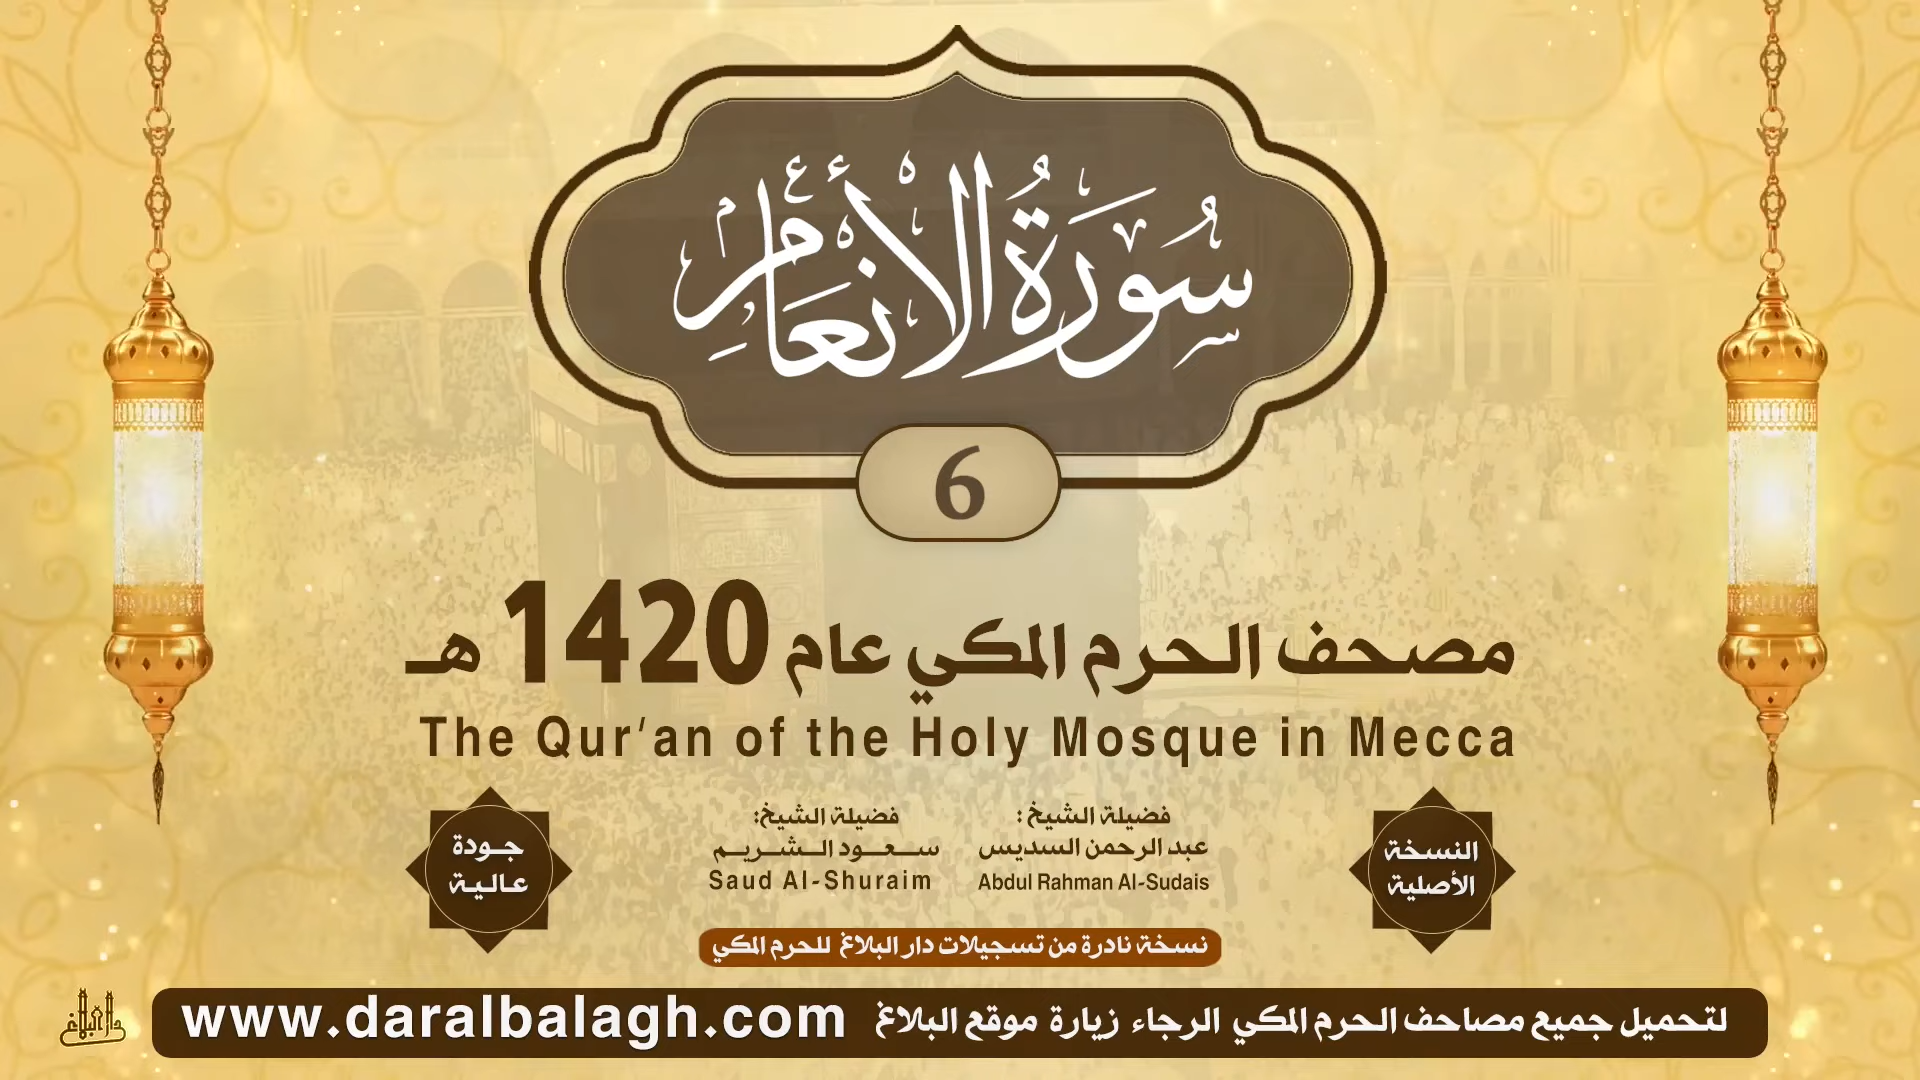 سُورَةُ الْأَنْعَامِ
6
مصحف الحرم المكي عام 1420 هـ
The Qur'an of the Holy Mosque in Mecca
النسخة
الأصلية
فضيلة الشيخ :
عبد الرحمن السديس
Abdul Rahman Al-Sudais
فضيلة الشيخ:
سعود الشريم
Saud Al-Shuraim
جودة
عالية
نسخة نادرة من تسجيلات دار البلاغ للحرم المكي
لتحميل جميع مصاحف الحرم المكي الرجاء زيارة موقع البلاغ www.daralbalagh.com
دار البلاغ